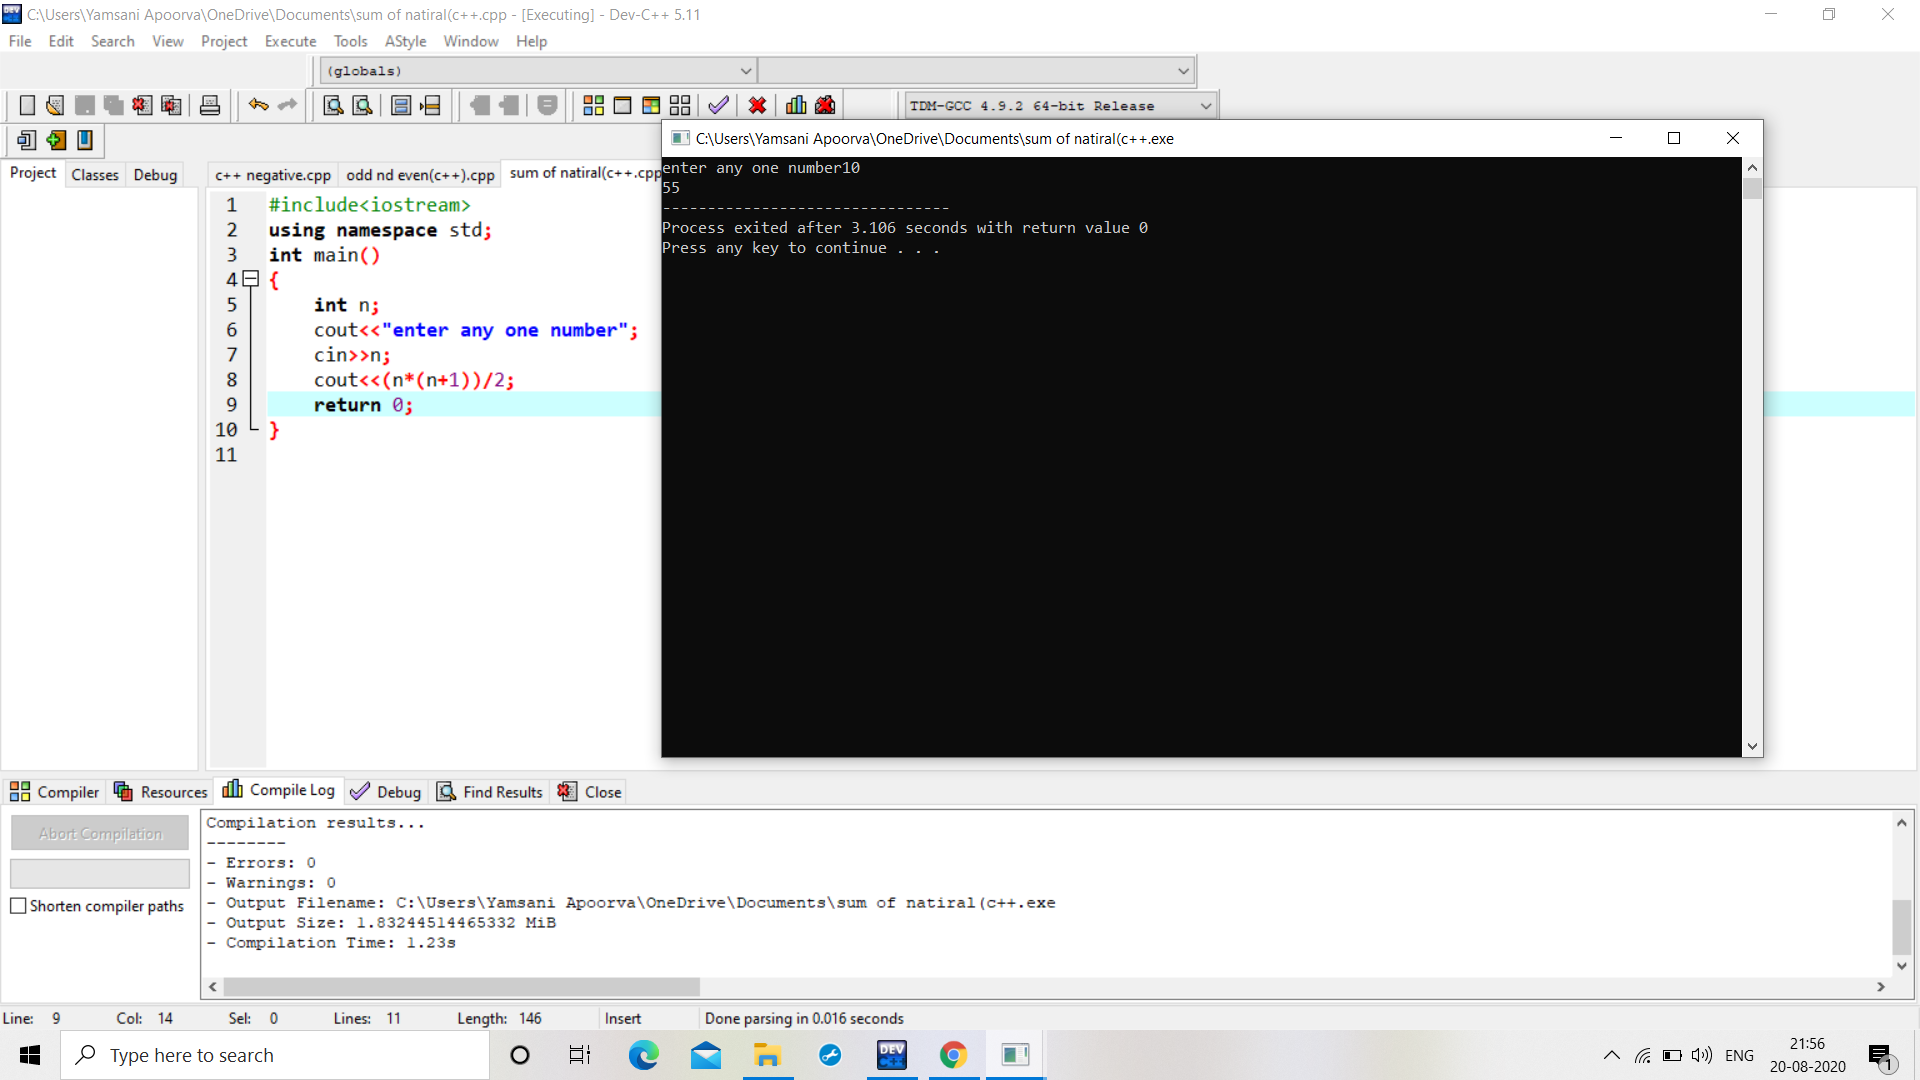 C:\Users\Yamsani Apoorva\OneDrive\Documents\sum of natiral(c++.cpp - [Executing] - Dev-C++ 5.11
File Edit Search View Project Execute Tools AStyle Window Help
(globals)
TDM-GCC 4.9.2 64-bit Release
Project Classes Debug
c++ negative.cpp odd nd even(c++).cpp sum of natiral(c++.cpp
1 #include<iostream>
2 using namespace std;
3 int main()
4 {
5 int n;
6 cout<<"enter any one number";
7 cin>>n;
8 cout<<(n*(n+1))/2;
9 return 0;
10 }
11
C:\Users\Yamsani Apoorva\OneDrive\Documents\sum of natiral(c++.exe
enter any one number10
55
--------------------------------
Process exited after 3.106 seconds with return value 0
Press any key to continue . . .
Compiler Resources Compile Log Debug Find Results Close
Abort Compilation
Shorten compiler paths
Compilation results...
--------
- Errors: 0
- Warnings: 0
- Output Filename: C:\Users\Yamsani Apoorva\OneDrive\Documents\sum of natiral(c++.exe
- Output Size: 1.83244514465332 MiB
- Compilation Time: 1.23s
Line: 9 Col: 14 Sel: 0 Lines: 11 Length: 146 Insert Done parsing in 0.016 seconds
Type here to search
DEV C++
ENG
21:56
20-08-2020
1